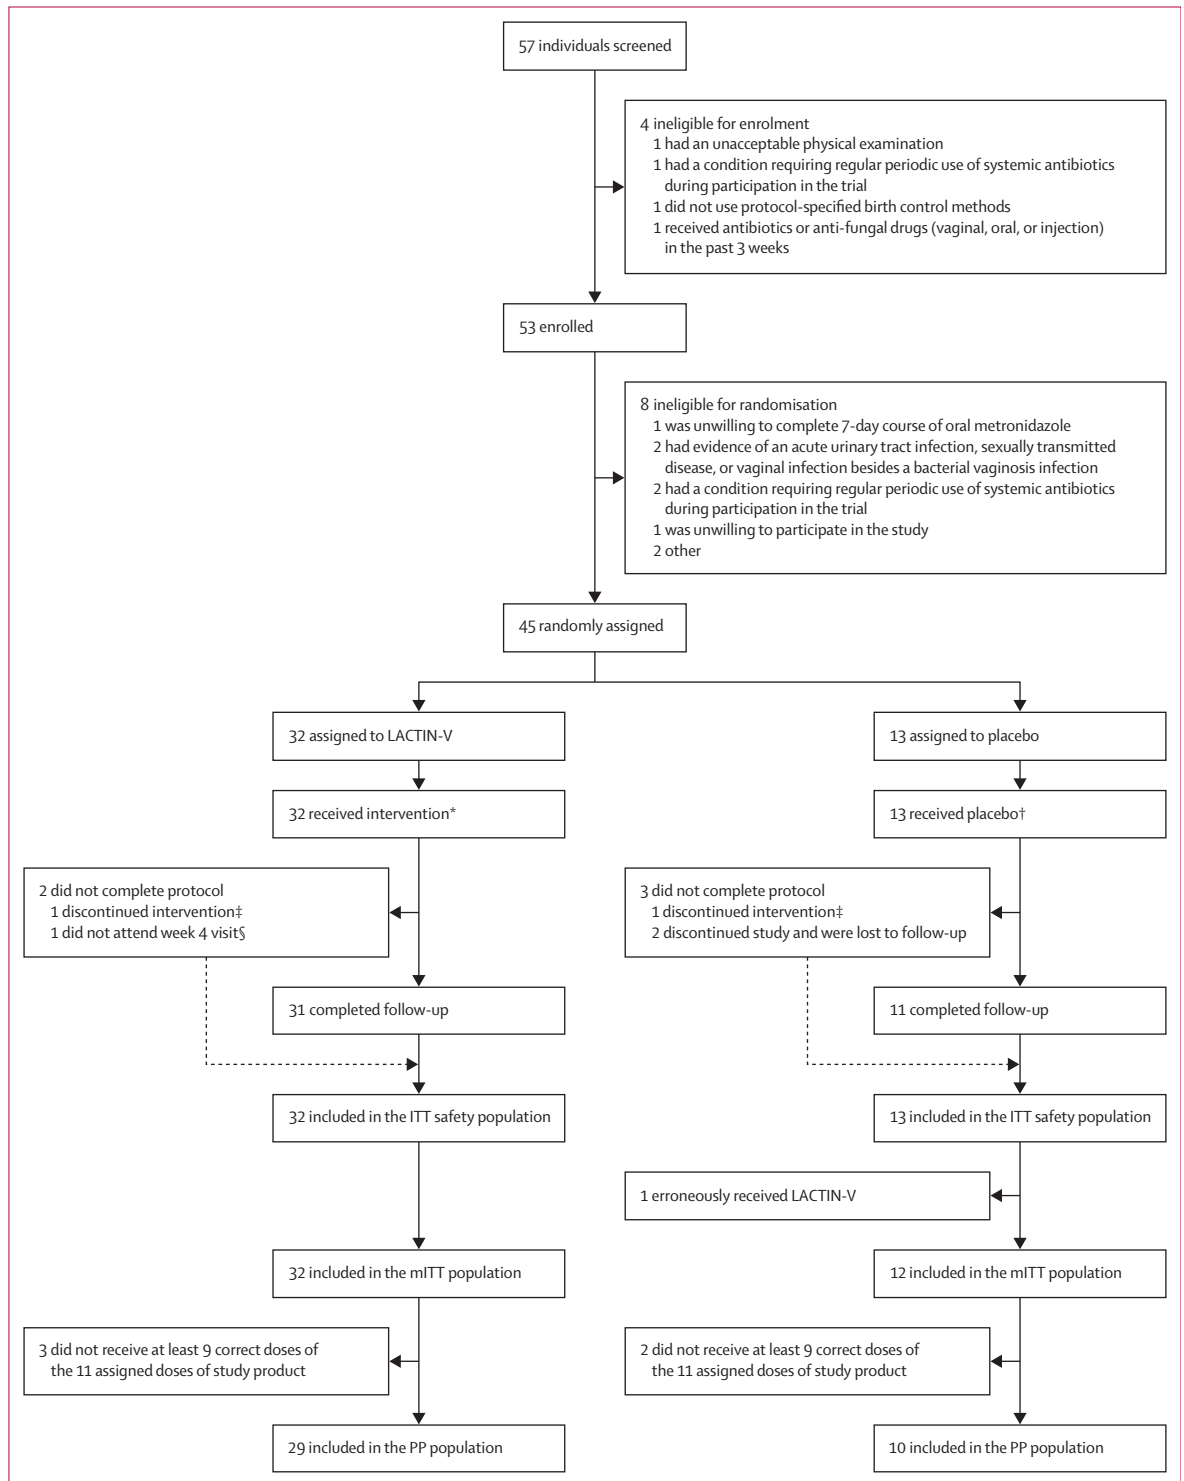 57 individuals screened
4 ineligible for enrolment
1 had an unacceptable physical examination
1 had a condition requiring regular periodic use of systemic antibiotics
during participation in the trial
1 did not use protocol-specified birth control methods
1 received antibiotics or anti-fungal drugs (vaginal, oral, or injection)
in the past 3 weeks
53 enrolled
8 ineligible for randomisation
1 was unwilling to complete 7-day course of oral metronidazole
2 had evidence of an acute urinary tract infection, sexually transmitted
disease, or vaginal infection besides a bacterial vaginosis infection
2 had a condition requiring regular periodic use of systemic antibiotics
during participation in the trial
1 was unwilling to participate in the study
2 other
45 randomly assigned
32 assigned to LACTIN-V
13 assigned to placebo
32 received intervention*
13 received placebo†
2 did not complete protocol
1 discontinued intervention‡
1 did not attend week 4 visit§
3 did not complete protocol
1 discontinued intervention‡
2 discontinued study and were lost to follow-up
31 completed follow-up
11 completed follow-up
32 included in the ITT safety population
13 included in the ITT safety population
1 erroneously received LACTIN-V
32 included in the mITT population
12 included in the mITT population
3 did not receive at least 9 correct doses of
the 11 assigned doses of study product
2 did not receive at least 9 correct doses of
the 11 assigned doses of study product
29 included in the PP population
10 included in the PP population